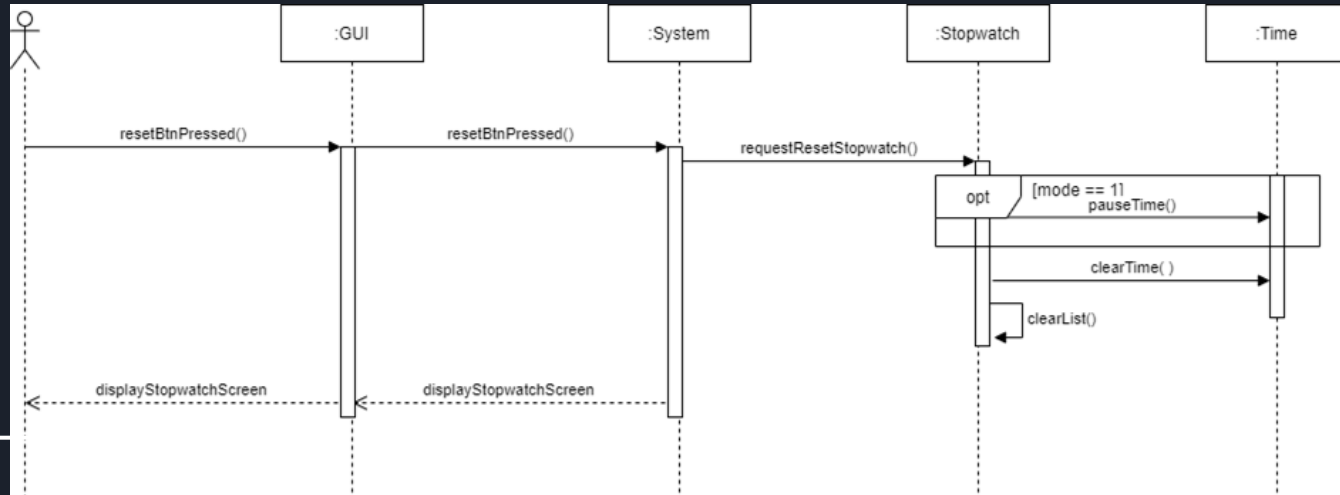 :GUI
:System
:Stopwatch
:Time
resetBtnPressed()
resetBtnPressed()
requestResetStopwatch()
opt
[mode == 1]
pauseTime()
clearTime( )
clearList()
displayStopwatchScreen
displayStopwatchScreen